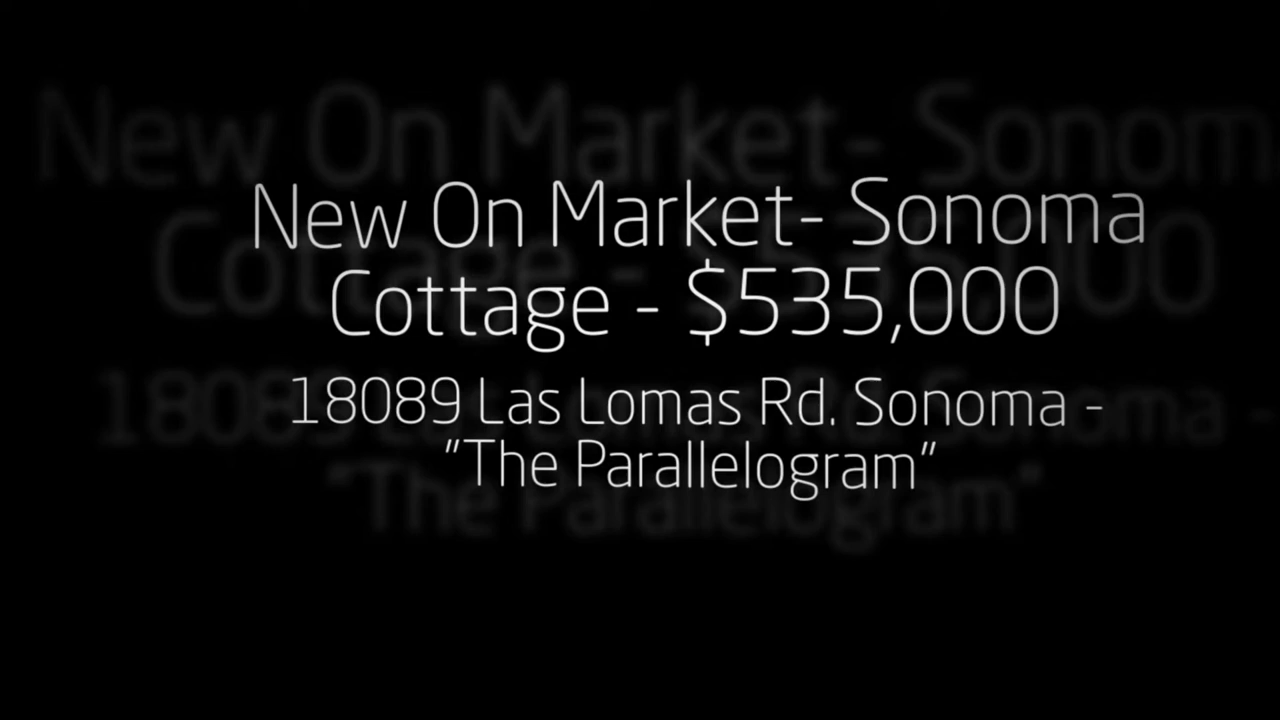 New On Market- Sonoma
Cottage - $535,000
18089 Las Lomas Rd. Sonoma -
"The Parallelogram"